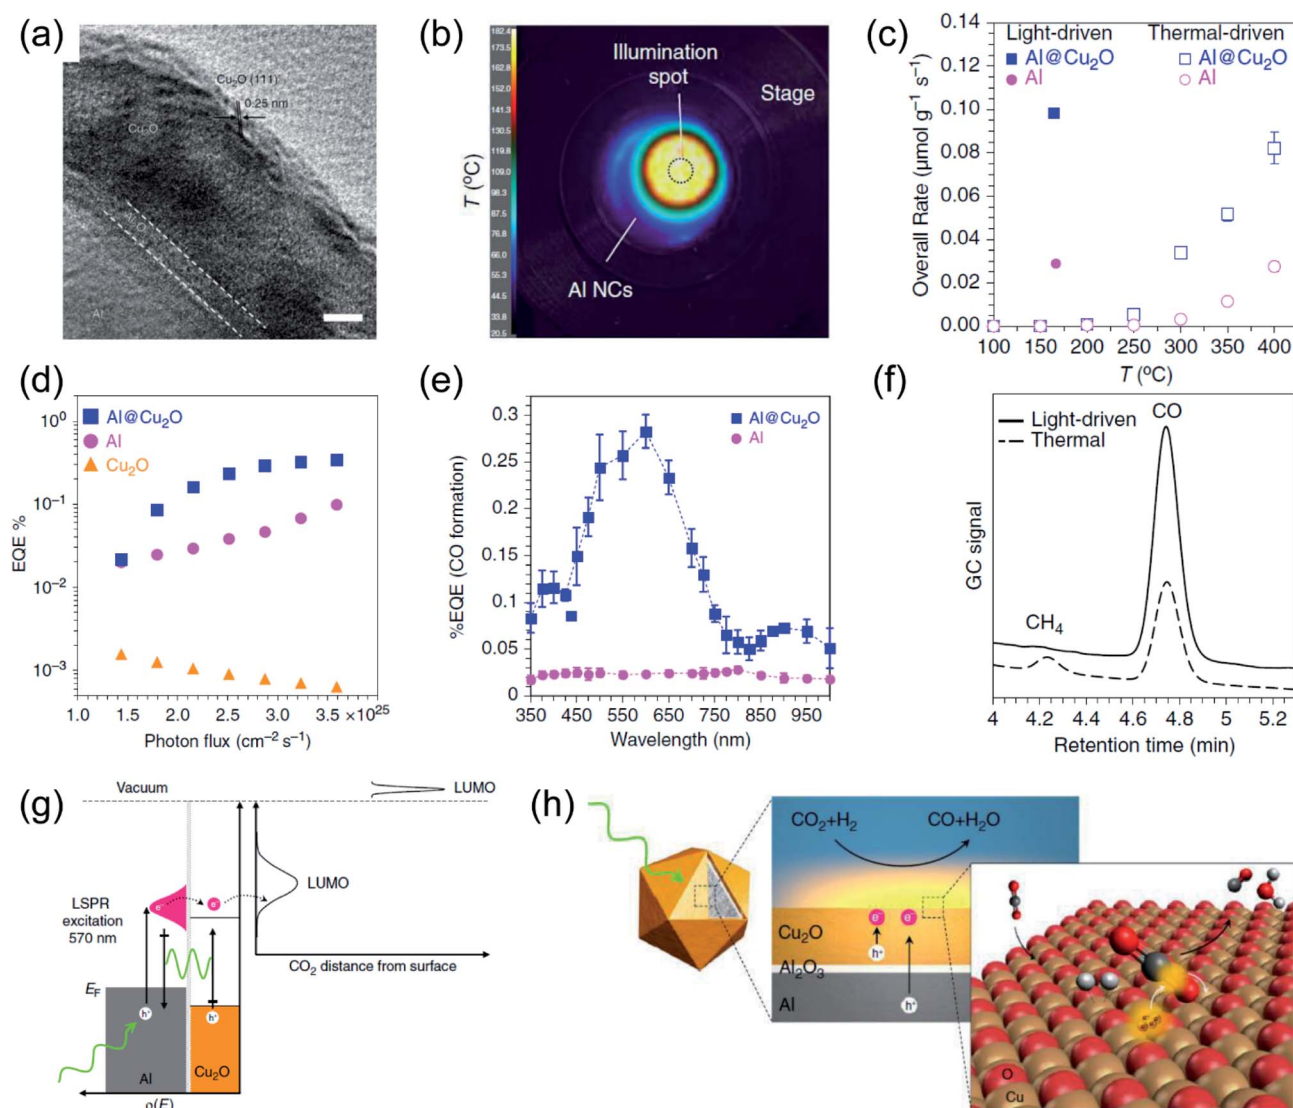 (a)
Cu₂O (111)
0.25 nm
Cu₂O
Al
(b)
182.4
173.5
162.8
152.0
141.3
130.5
119.8
109.0
98.3
87.5
76.8
66.0
55.3
44.5
33.8
20.5
T (ºC)
Illumination
spot
Stage
Al NCs
(c)
Light-driven Thermal-driven
Al@Cu₂O Al@Cu₂O
Al Al
Overall Rate (µmol g⁻¹ s⁻¹)
0.14
0.12
0.10
0.08
0.06
0.04
0.02
0.00
100 150 200 250 300 350 400
T (ºC)
(d)
Al@Cu₂O
Al
Cu₂O
EQE %
10⁰
10⁻¹
10⁻²
10⁻³
1.0 1.5 2.0 2.5 3.0 3.5 ×10²⁵
Photon flux (cm⁻² s⁻¹)
(e)
Al@Cu₂O
Al
%EQE (CO formation)
0.3
0.25
0.2
0.15
0.1
0.05
0
350 450 550 650 750 850 950
Wavelength (nm)
(f)
Light-driven
Thermal
CO
CH₄
GC signal
4 4.2 4.4 4.6 4.8 5 5.2
Retention time (min)
(g)
Vacuum
LUMO
LUMO
LSPR
excitation
570 nm
e⁻
e⁻
CO₂ distance from surface
E_F
h⁺
h⁺
Al
Cu₂O
ρ(E)
(h)
CO₂+H₂
CO+H₂O
Cu₂O
e⁻
e⁻
h⁺
Al₂O₃
Al
h⁺
O
Cu